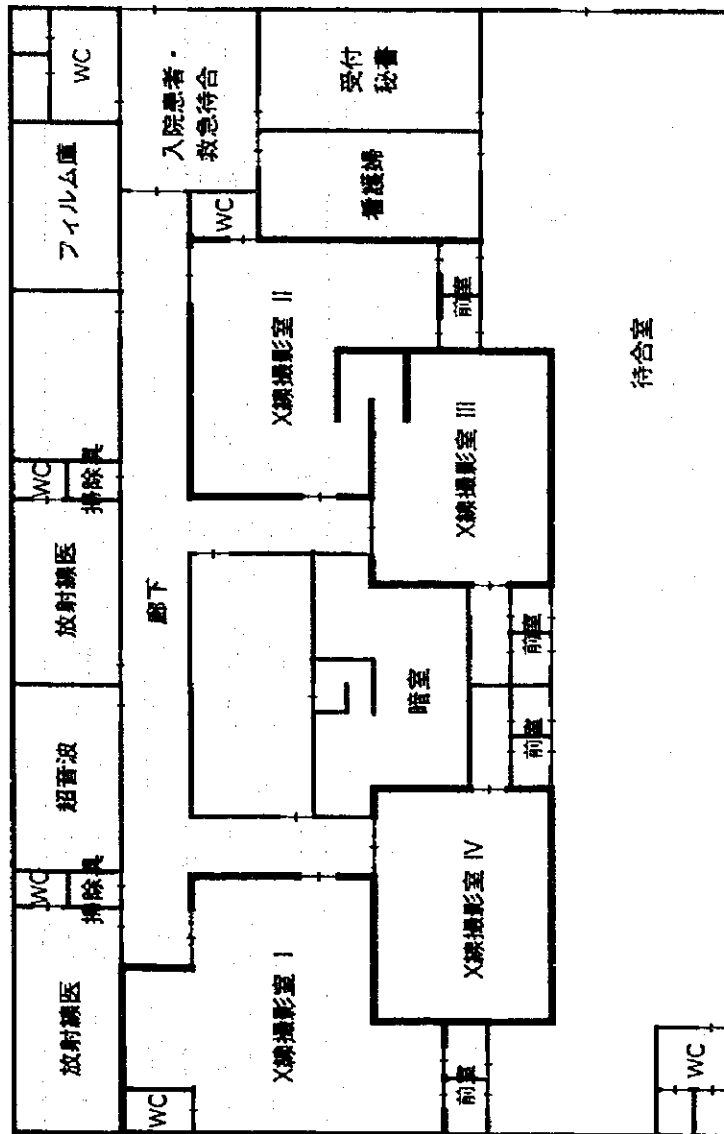 放射線医
WC
掃除具
超音波
放射線医
WC
掃除具
フィルム庫
WC
WC
廊下
入院患者・
救急待合
WC
X線撮影室 I
X線撮影室 II
看護婦
受付
秘書
暗室
X線撮影室 IV
X線撮影室 III
前室
前室
前室
前室
待合室
WC